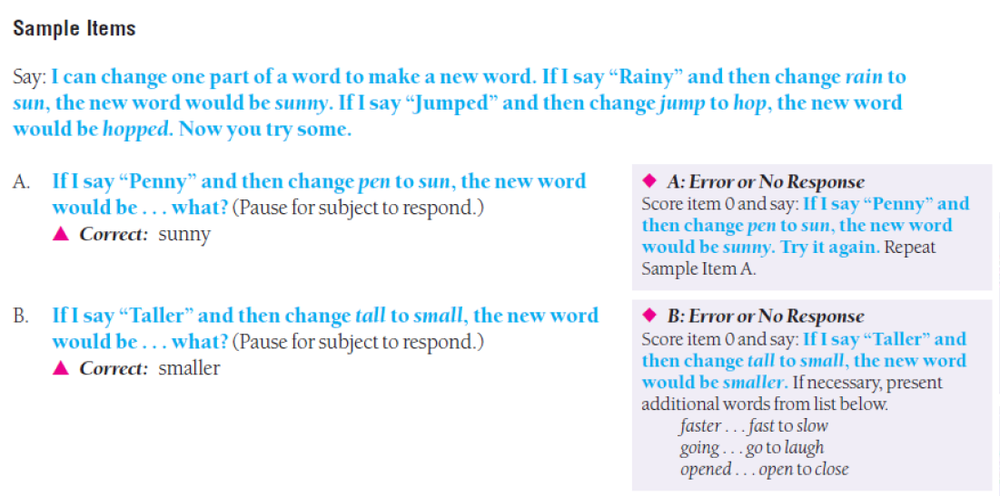 Sample Items
Say: I can change one part of a word to make a new word. If I say “Rainy” and then change rain to
sun, the new word would be sunny. If I say “Jumped” and then change jump to hop, the new word
would be hopped. Now you try some.
A. If I say “Penny” and then change pen to sun, the new word
would be . . . what? (Pause for subject to respond.)
▲ Correct: sunny
◆ A: Error or No Response
Score item 0 and say: If I say “Penny” and
then change pen to sun, the new word
would be sunny. Try it again. Repeat
Sample Item A.
B. If I say “Taller” and then change tall to small, the new word
would be . . . what? (Pause for subject to respond.)
▲ Correct: smaller
◆ B: Error or No Response
Score item 0 and say: If I say “Taller” and
then change tall to small, the new word
would be smaller. If necessary, present
additional words from list below.
faster . . . fast to slow
going . . . go to laugh
opened . . . open to close